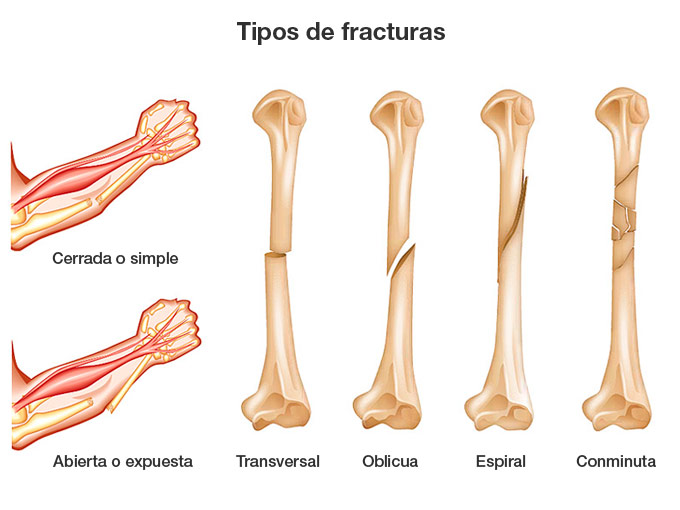 Tipos de fracturas
Cerrada o simple
Abierta o expuesta
Transversal
Oblicua
Espiral
Conminuta